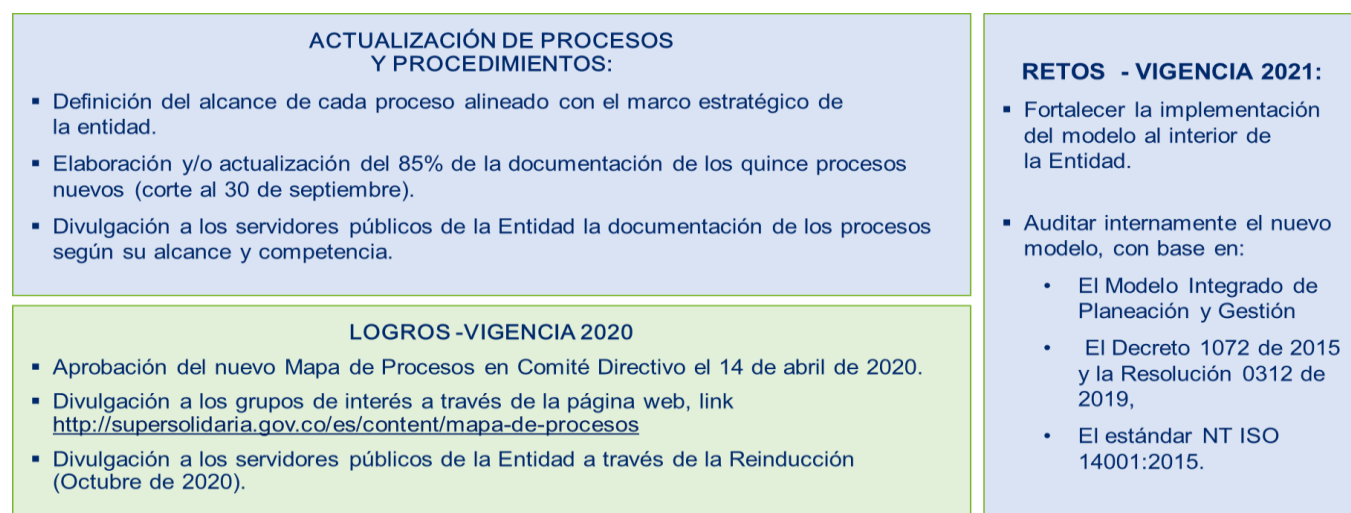 ACTUALIZACIÓN DE PROCESOS
Y PROCEDIMIENTOS:
▪ Definición del alcance de cada proceso alineado con el marco estratégico de
la entidad.
▪ Elaboración y/o actualización del 85% de la documentación de los quince procesos
nuevos (corte al 30 de septiembre).
▪ Divulgación a los servidores públicos de la Entidad la documentación de los procesos
según su alcance y competencia.
LOGROS -VIGENCIA 2020
▪ Aprobación del nuevo Mapa de Procesos en Comité Directivo el 14 de abril de 2020.
▪ Divulgación a los grupos de interés a través de la página web, link
http://supersolidaria.gov.co/es/content/mapa-de-procesos
▪ Divulgación a los servidores públicos de la Entidad a través de la Reinducción
(Octubre de 2020).
RETOS - VIGENCIA 2021:
▪ Fortalecer la implementación
del modelo al interior de
la Entidad.
▪ Auditar internamente el nuevo
modelo, con base en:
• El Modelo Integrado de
Planeación y Gestión
• El Decreto 1072 de 2015
y la Resolución 0312 de
2019,
• El estándar NT ISO
14001:2015.